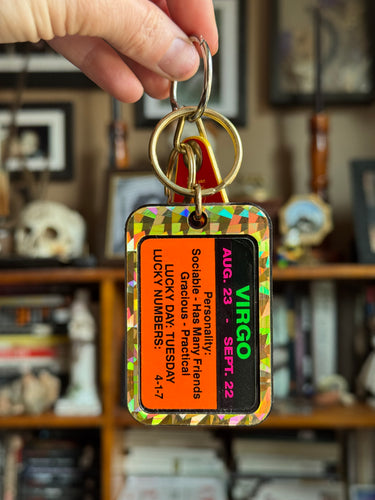 VIRGO
AUG. 23 - SEPT. 22
Personality:
Sociable - Has Many Friends
Gracious - Practical
LUCKY DAY: TUESDAY
LUCKY NUMBERS: 4-1-7